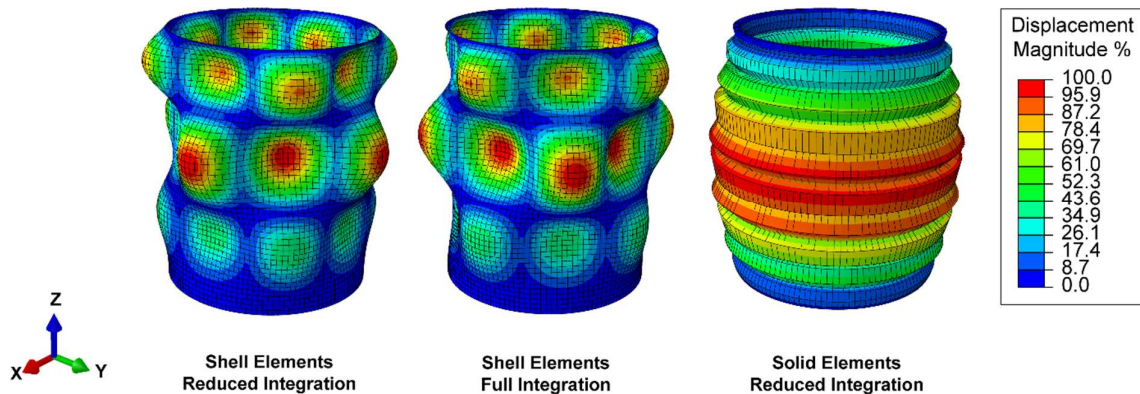 Displacement
Magnitude %
100.0
95.9
87.2
78.4
69.7
61.0
52.3
43.6
34.9
26.1
17.4
8.7
0.0
Z
X
Y
Shell Elements
Reduced Integration
Shell Elements
Full Integration
Solid Elements
Reduced Integration